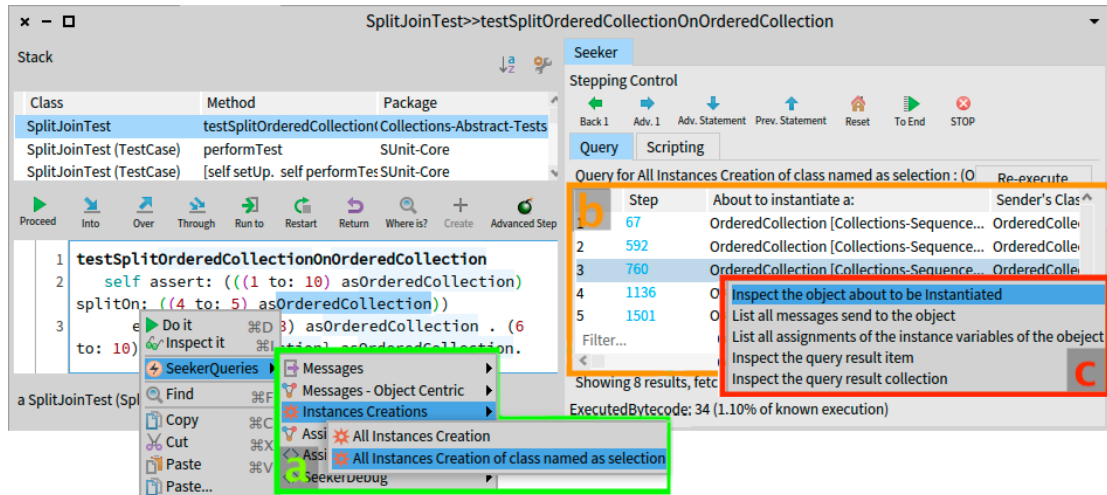 SplitJoinTest>>testSplitOrderedCollectionOnOrderedCollection
Stack
Class Method Package
SplitJoinTest testSplitOrderedCollection Collections-Abstract-Tests
SplitJoinTest (TestCase) performTest SUnit-Core
SplitJoinTest (TestCase) [self setUp. self performTes SUnit-Core
Proceed Into Over Through Run to Restart Return Where is? Create Advanced Step
1 testSplitOrderedCollectionOnOrderedCollection
2 self assert: (((1 to: 10) asOrderedCollection)
splitOn: ((4 to: 5) asOrderedCollection))
3 e 3) asOrderedCollection . (6
to: 10) asOrderedCollection.
a SplitJoinTest (Spl
Do it ⌘D
Inspect it ⌘I
SeekerQueries
Find ⌘F
Copy ⌘C
Cut ⌘X
Paste ⌘V
Paste...
Messages
Messages - Object Centric
Instances Creations
Assi
Assi
SeekerDebug
a
All Instances Creation
All Instances Creation of class named as selection
Seeker
Stepping Control
Back 1 Adv. 1 Adv. Statement Prev. Statement Reset To End STOP
Query Scripting
Query for All Instances Creation of class named as selection : (O Re-execute
b
Step About to instantiate a: Sender's Clas
1 67 OrderedCollection [Collections-Sequence... OrderedColle
2 592 OrderedCollection [Collections-Sequence... OrderedColle
3 760 OrderedCollection [Collections-Sequence... OrderedColle
4 1136 O
5 1501 O
Filter...
Showing 8 results, fetc
ExecutedBytecode: 34 (1.10% of known execution)
Inspect the object about to be Instantiated
List all messages send to the object
List all assignments of the instance variables of the obeject
Inspect the query result item
Inspect the query result collection
c